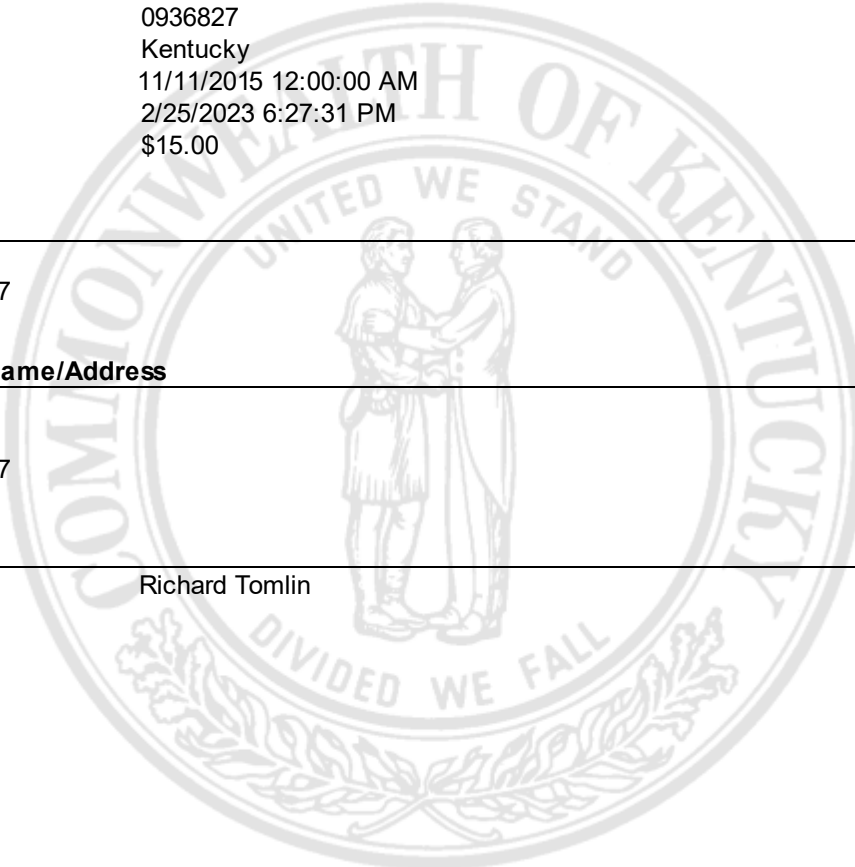 0936827
Kentucky
11/11/2015 12:00:00 AM
2/25/2023 6:27:31 PM
$15.00
COMMONWEALTH OF KENTUCKY
UNITED WE STAND
7
ame/Address
7
Richard Tomlin
DIVIDED WE FALL